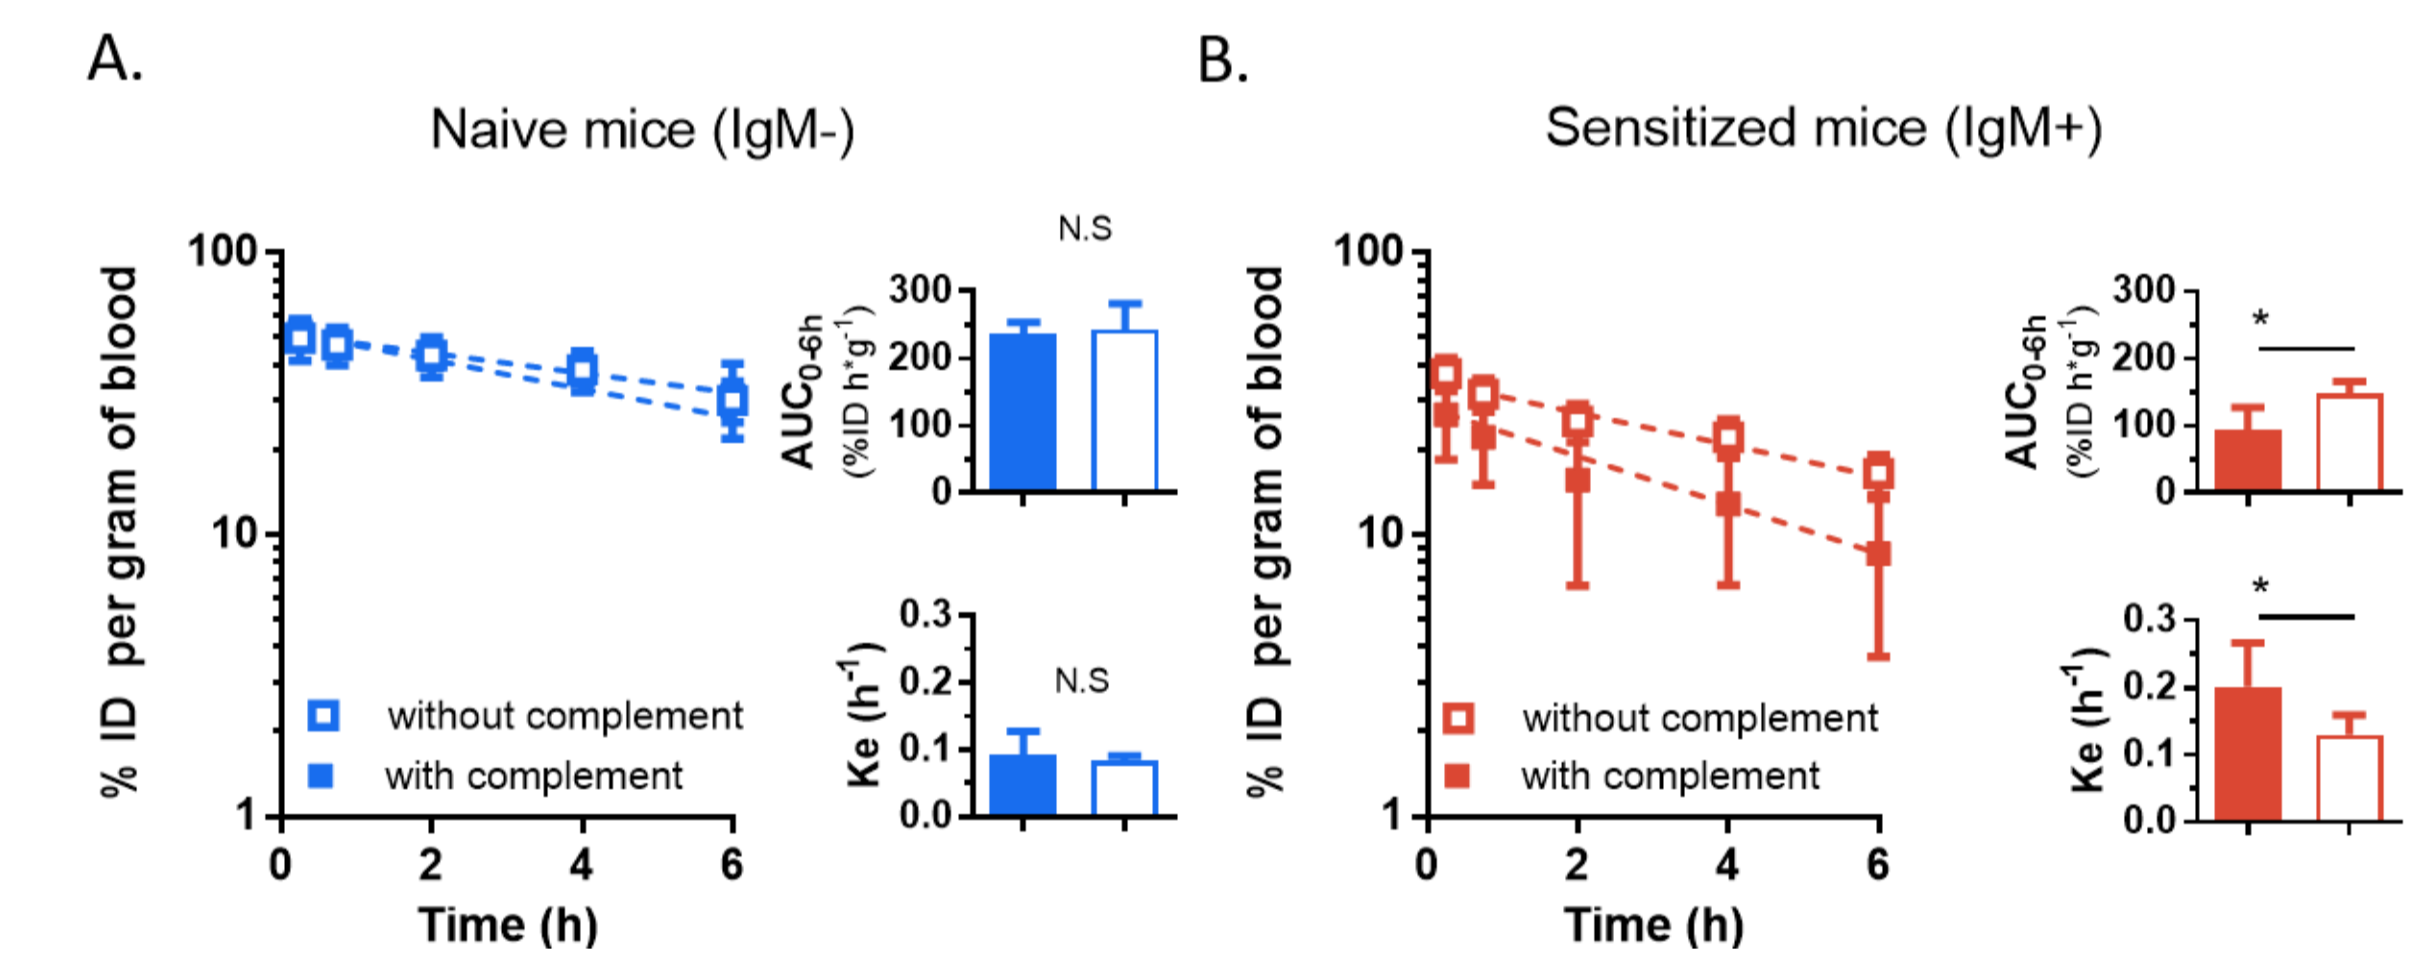 A.
Naive mice (IgM-)
% ID per gram of blood
100
10
1
0 2 4 6
Time (h)
without complement
with complement
N.S
AUC0-6h
(%ID h*g-1)
300
200
100
0
N.S
Ke (h-1)
0.3
0.2
0.1
0.0
B.
Sensitized mice (IgM+)
% ID per gram of blood
100
10
1
0 2 4 6
Time (h)
without complement
with complement
*
AUC0-6h
(%ID h*g-1)
300
200
100
0
*
Ke (h-1)
0.3
0.2
0.1
0.0